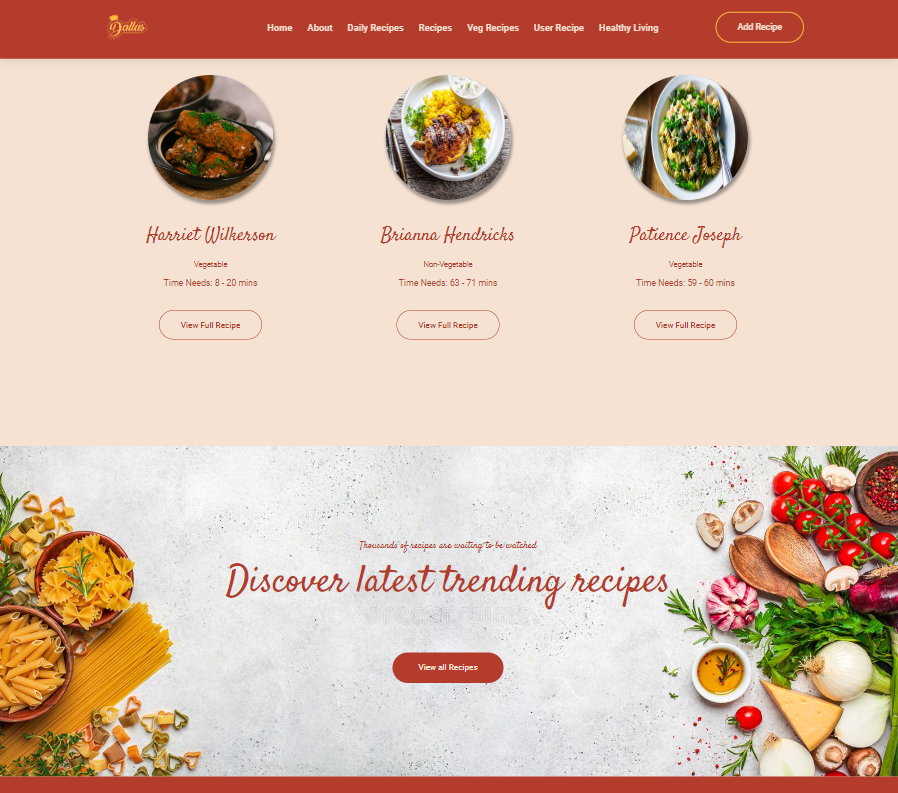 Dallas
Home About Daily Recipes Recipes Veg Recipes User Recipe Healthy Living
Add Recipe
Harriet Wilkerson
Vegetable
Time Needs: 8 - 20 mins
View Full Recipe
Brianna Hendricks
Non-Vegetable
Time Needs: 63 - 71 mins
View Full Recipe
Patience Joseph
Vegetable
Time Needs: 59 - 60 mins
View Full Recipe
Thousands of recipes are waiting to be watched
Discover latest trending recipes
View all Recipes